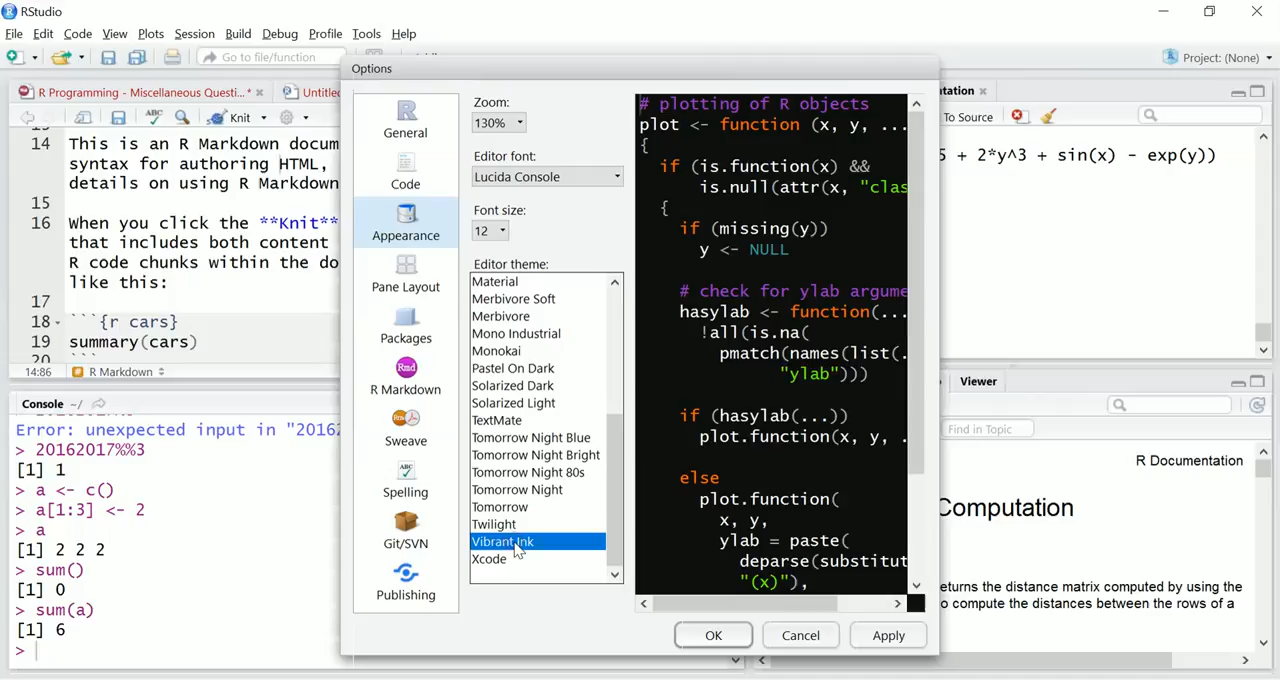 RStudio
File Edit Code View Plots Session Build Debug Profile Tools Help
Go to file/function
Project: (None)
R Programming - Miscellaneous Questi...*
Untitle
Knit
14 This is an R Markdown docum
syntax for authoring HTML,
details on using R Markdown
15
16 When you click the **Knit**
that includes both content
R code chunks within the do
like this:
17
18 ```{r cars}
19 summary(cars)
20 ```
14:86 R Markdown
Console ~/
Error: unexpected input in "20162
> 20162017%%3
[1] 1
> a <- c()
> a[1:3] <- 2
> a
[1] 2 2 2
> sum()
[1] 0
> sum(a)
[1] 6
>
Options
General
Code
Appearance
Pane Layout
Packages
Rmd
R Markdown
Sweave
ABC
Spelling
Git/SVN
Publishing
Zoom:
130%
Editor font:
Lucida Console
Font size:
12
Editor theme:
Material
Merbivore Soft
Merbivore
Mono Industrial
Monokai
Pastel On Dark
Solarized Dark
Solarized Light
TextMate
Tomorrow Night Blue
Tomorrow Night Bright
Tomorrow Night 80s
Tomorrow Night
Tomorrow
Twilight
Vibrant Ink
Xcode
# plotting of R objects
plot <- function (x, y, ...
{
if (is.function(x) &&
is.null(attr(x, "clas
{
if (missing(y))
y <- NULL
# check for ylab argume
hasylab <- function(...
!all(is.na(
pmatch(names(list(.
"ylab")))
if (hasylab(...))
plot.function(x, y, .
else
plot.function(
x, y,
ylab = paste(
deparse(substitut
"(x)"),
OK Cancel Apply
ntation
To Source
5 + 2*y^3 + sin(x) - exp(y))
Viewer
Find in Topic
R Documentation
Computation
eturns the distance matrix computed by using the
o compute the distances between the rows of a